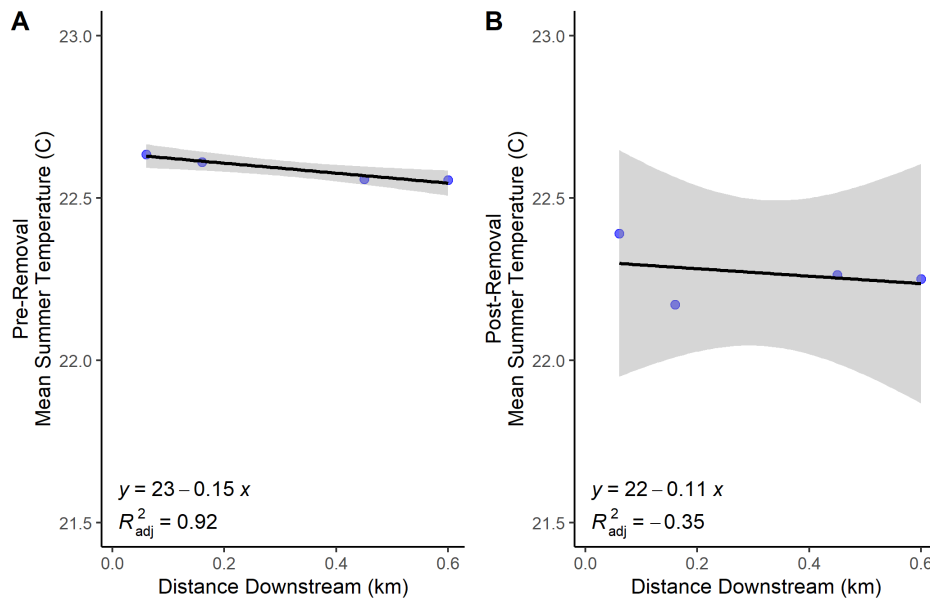 A
Pre-Removal
Mean Summer Temperature (C)
23.0
22.5
22.0
21.5
y = 23 − 0.15 x
R²adj = 0.92
0.0 0.2 0.4 0.6
Distance Downstream (km)
B
Post-Removal
Mean Summer Temperature (C)
23.0
22.5
22.0
21.5
y = 22 − 0.11 x
R²adj = −0.35
0.0 0.2 0.4 0.6
Distance Downstream (km)